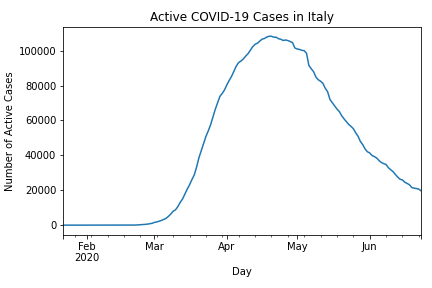 Active COVID-19 Cases in Italy
Number of Active Cases
100000
80000
60000
40000
20000
0
Feb
2020
Mar
Apr
May
Jun
Day